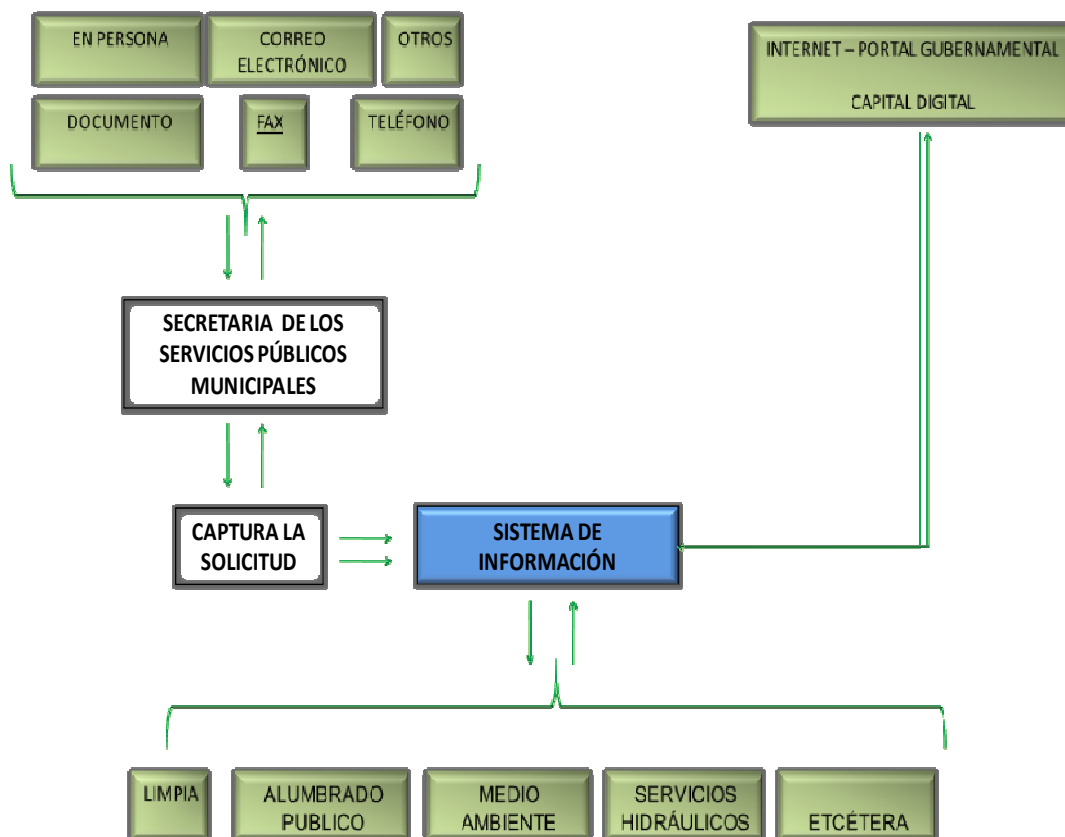 EN PERSONA
CORREO
ELECTRÓNICO
OTROS
INTERNET – PORTAL GUBERNAMENTAL
CAPITAL DIGITAL
DOCUMENTO
FAX
TELÉFONO
SECRETARIA DE LOS
SERVICIOS PÚBLICOS
MUNICIPALES
CAPTURA LA
SOLICITUD
SISTEMA DE
INFORMACIÓN
LIMPIA
ALUMBRADO
PUBLICO
MEDIO
AMBIENTE
SERVICIOS
HIDRÁULICOS
ETCÉTERA